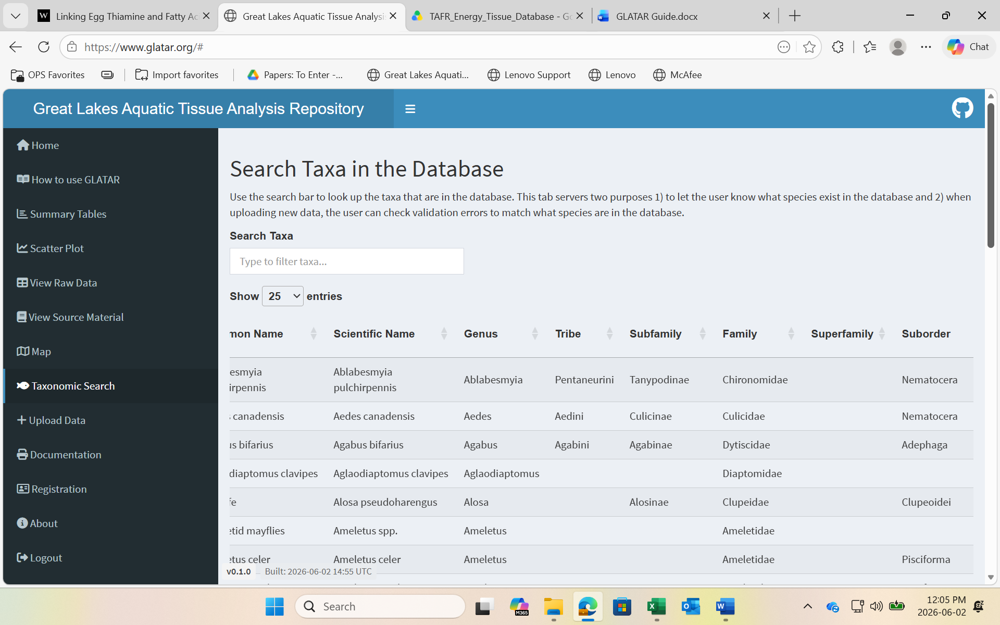 Linking Egg Thiamine and Fatty Ac
Great Lakes Aquatic Tissue Analysi
TAFR_Energy_Tissue_Database - Go
GLATAR Guide.docx
https://www.glatar.org/#
Chat
OPS Favorites
Import favorites
Papers: To Enter -...
Great Lakes Aquati...
Lenovo Support
Lenovo
McAfee
Great Lakes Aquatic Tissue Analysis Repository
Home
How to use GLATAR
Summary Tables
Scatter Plot
View Raw Data
View Source Material
Map
Taxonomic Search
Upload Data
Documentation
Registration
About
Logout
Search Taxa in the Database
Use the search bar to look up the taxa that are in the database. This tab servers two purposes 1) to let the user know what species exist in the database and 2) when
uploading new data, the user can check validation errors to match what species are in the database.
Search Taxa
Type to filter taxa...
Show 25 entries
mon Name Scientific Name Genus Tribe Subfamily Family Superfamily Suborder
esmyia Ablabesmyia
irpennis pulchirpennis Ablabesmyia Pentaneurini Tanypodinae Chironomidae Nematocera
canadensis Aedes canadensis Aedes Aedini Culicinae Culicidae Nematocera
us bifarius Agabus bifarius Agabus Agabini Agabinae Dytiscidae Adephaga
diaptomus clavipes Aglaodiaptomus clavipes Aglaodiaptomus Diaptomidae
fe Alosa pseudoharengus Alosa Alosinae Clupeidae Clupeoidei
etid mayflies Ameletus spp. Ameletus Ameletidae
etus celer Ameletus celer Ameletus Ameletidae Pisciforma
v0.1.0 Built: 2026-06-02 14:55 UTC
Search
M365
12:05 PM
2026-06-02